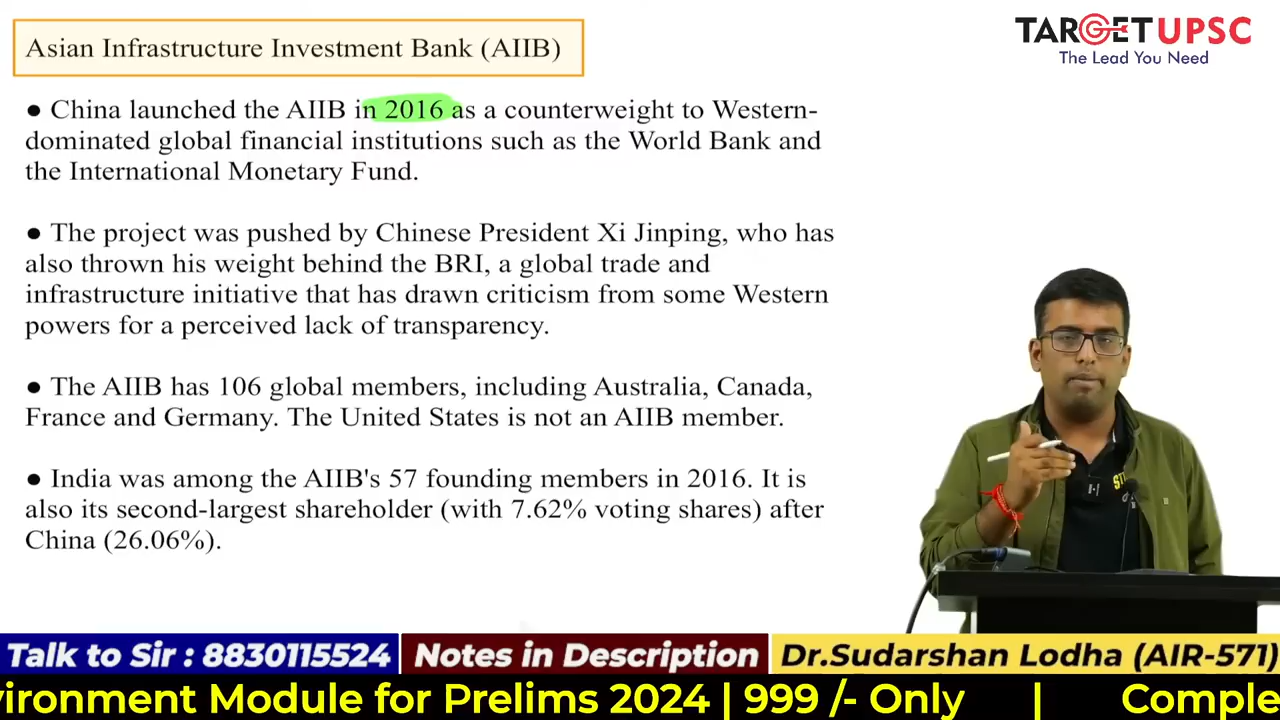 Asian Infrastructure Investment Bank (AIIB)
TARGET UPSC
The Lead You Need
● China launched the AIIB in 2016 as a counterweight to Western-
dominated global financial institutions such as the World Bank and
the International Monetary Fund.
● The project was pushed by Chinese President Xi Jinping, who has
also thrown his weight behind the BRI, a global trade and
infrastructure initiative that has drawn criticism from some Western
powers for a perceived lack of transparency.
● The AIIB has 106 global members, including Australia, Canada,
France and Germany. The United States is not an AIIB member.
● India was among the AIIB's 57 founding members in 2016. It is
also its second-largest shareholder (with 7.62% voting shares) after
China (26.06%).
Talk to Sir : 8830115524 Notes in Description Dr.Sudarshan Lodha (AIR-571)
vironment Module for Prelims 2024 | 999 /- Only | Comple